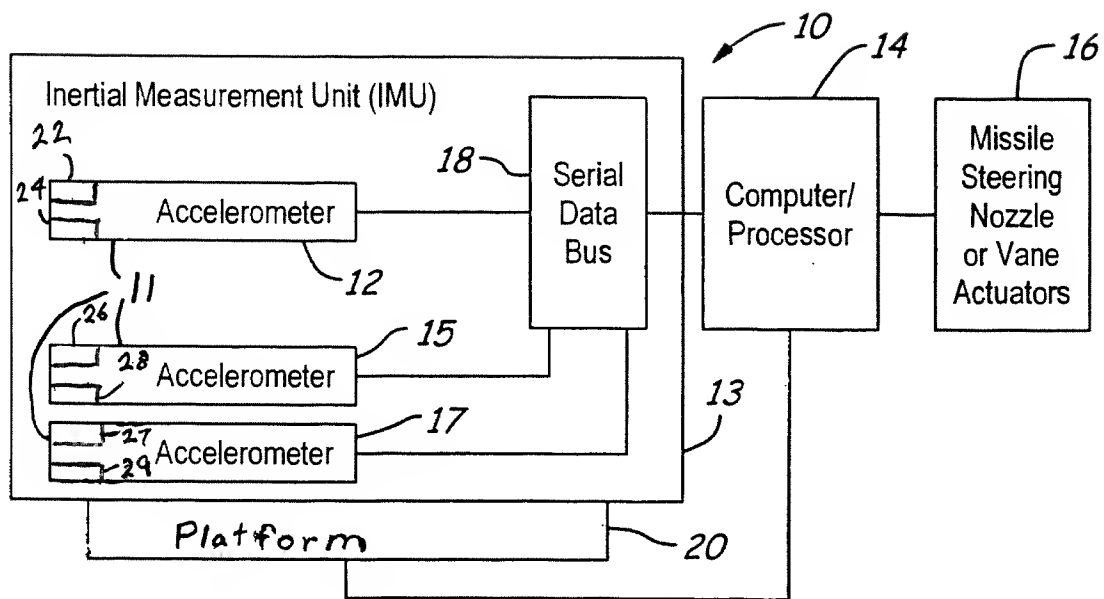 10
14
16
Inertial Measurement Unit (IMU)
22
18
24
Accelerometer
Serial
Data
Bus
Computer/
Processor
Missile
Steering
Nozzle
or Vane
Actuators
12
11
26
15
28
Accelerometer
13
27
17
Accelerometer
29
Platform
20